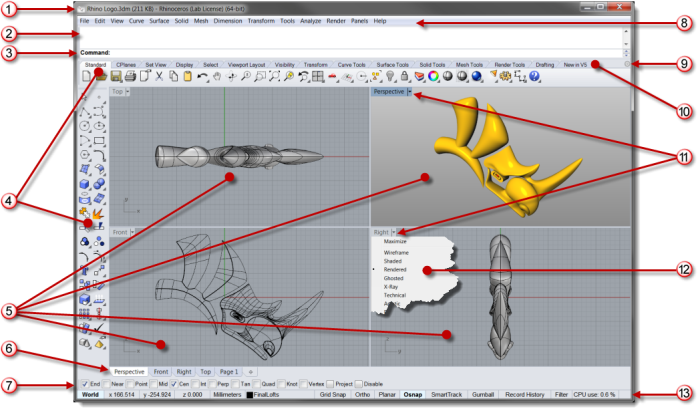 Rhino Logo.3dm (211 KB) - Rhinoceros (Lab License) (64-bit)
File Edit View Curve Surface Solid Mesh Dimension Transform Tools Analyze Render Panels Help
Command:
Standard CPlanes Set View Display Select Viewport Layout Visibility Transform Curve Tools Surface Tools Solid Tools Mesh Tools Render Tools Drafting New in V5
Top
Perspective
Front
Right
Maximize
Wireframe
Shaded
Rendered
Ghosted
X-Ray
Technical
Perspective Front Right Top Page 1
End Near Point Mid Cen Int Perp Tan Quad Knot Vertex Project Disable
World x 166.514 y -254.924 z 0.000 Millimeters FinalLofts Grid Snap Ortho Planar Osnap SmartTrack Gumball Record History Filter CPU use: 0.6 %
1
2
3
4
5
6
7
8
9
10
11
12
13